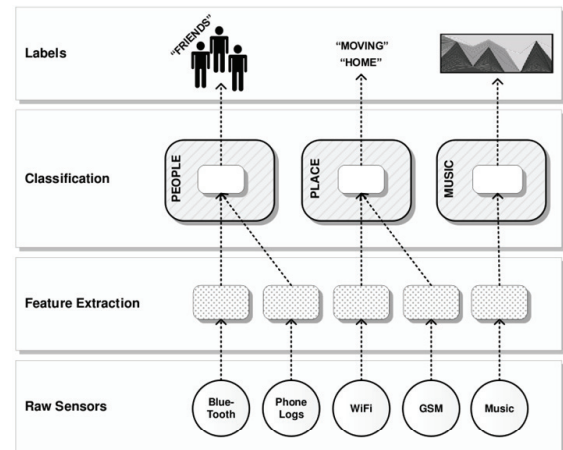 Labels
"FRIENDS"
"MOVING"
"HOME"
Classification
PEOPLE
PLACE
MUSIC
Feature Extraction
Raw Sensors
Blue-
Tooth
Phone
Logs
WiFi
GSM
Music